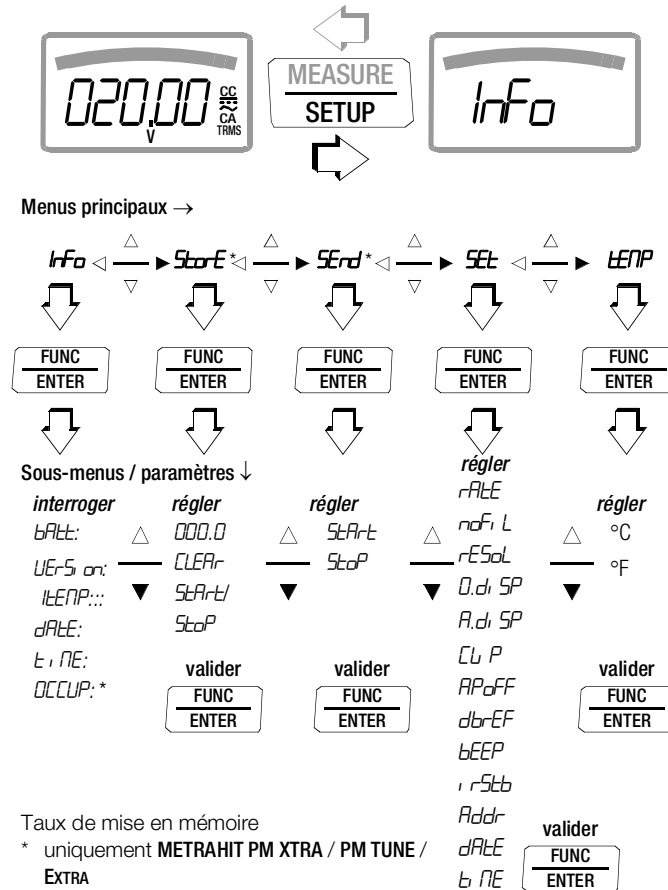 020.00 V CC CA TRMS
MEASURE
SETUP
InFo
Menus principaux →
InFo StorE * SEnd * SEt tEMP
FUNC FUNC FUNC FUNC FUNC
ENTER ENTER ENTER ENTER ENTER
Sous-menus / paramètres ↓
interroger
bAtt:
VErSion:
ItEMP:::
dAtE:
tiME:
OCCUP: *
régler
000.0
CLEAr
StArt/
StoP
valider
FUNC
ENTER
régler
StArt
StoP
valider
FUNC
ENTER
régler
rAtE
noFiL
rESoL
0.diSP
A.diSP
CLiP
APoFF
dbrEF
bEEP
irStb
Addr
dAtE
tiME
valider
FUNC
ENTER
régler
°C
°F
valider
FUNC
ENTER
Taux de mise en mémoire
* uniquement METRAHIT PM XTRA / PM TUNE /
EXTRA